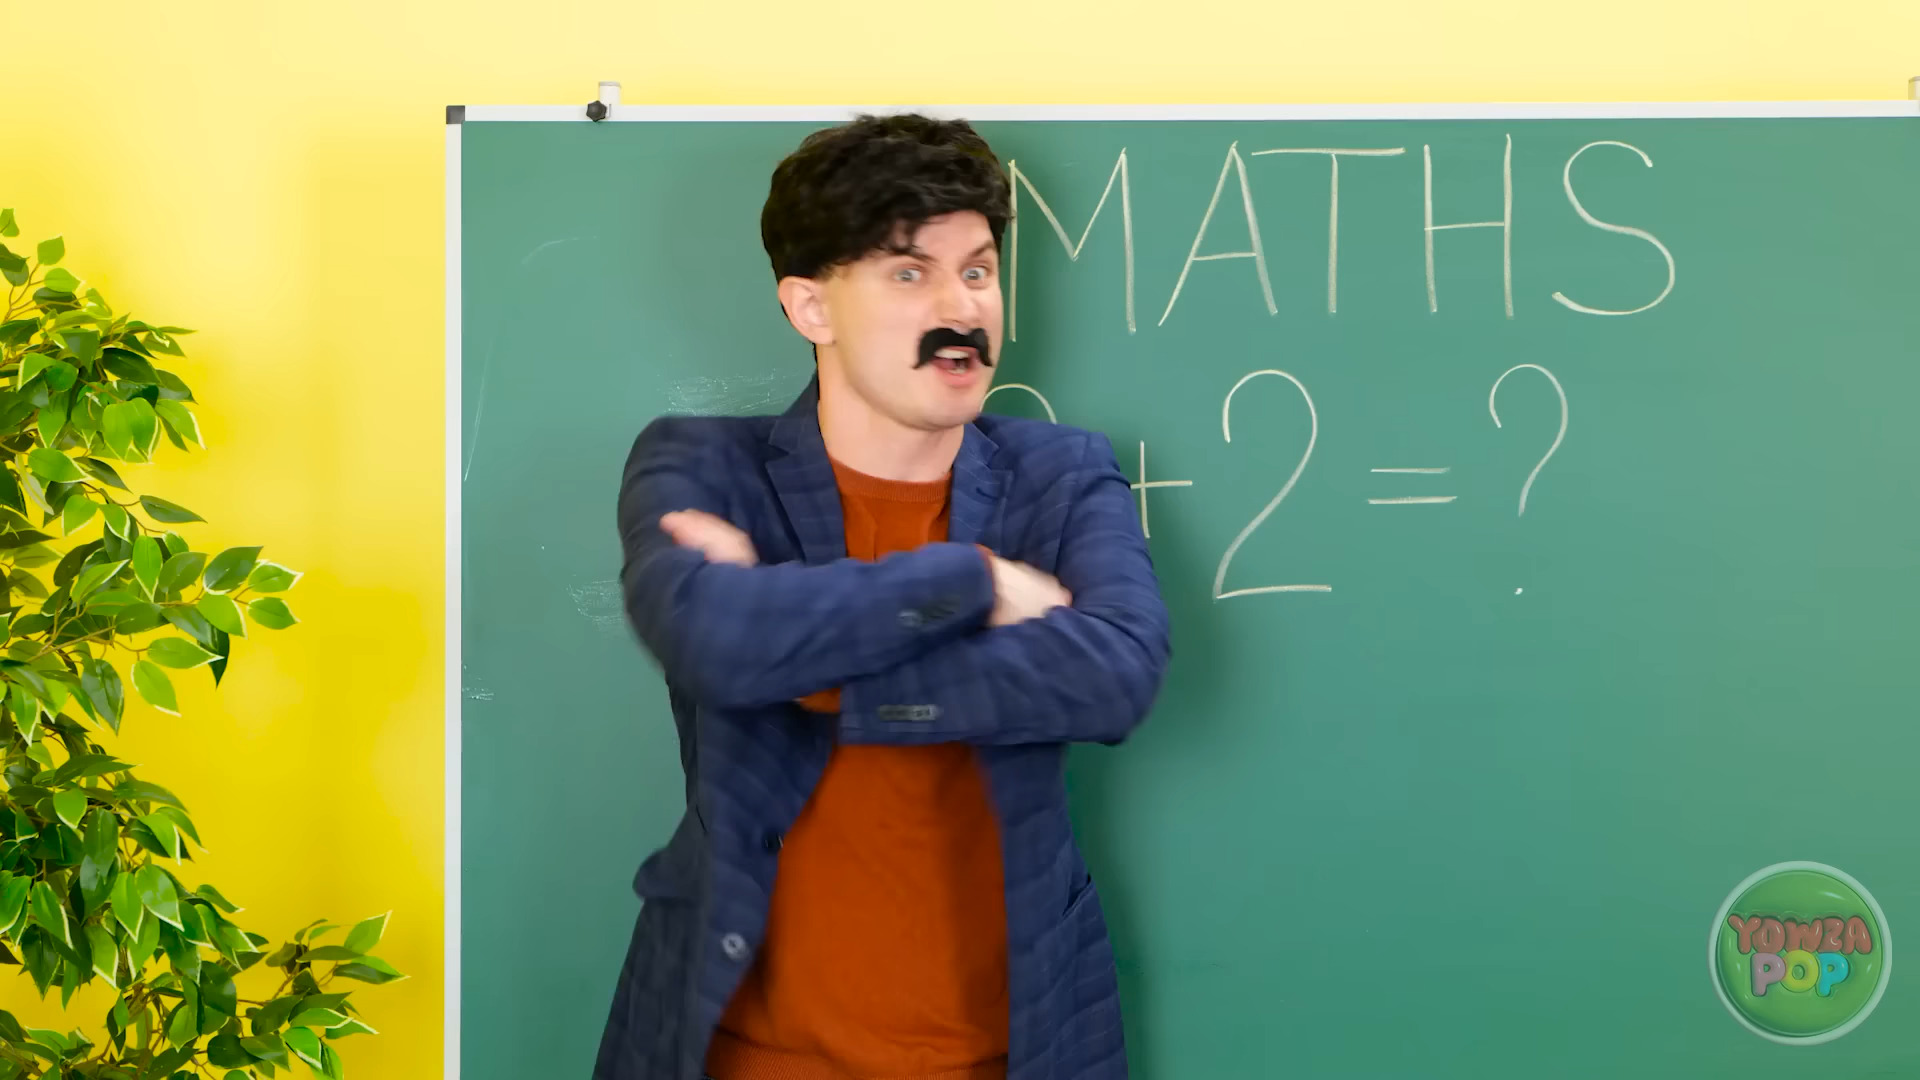 MATHS
+ 2 = ?
YOWZA
POP